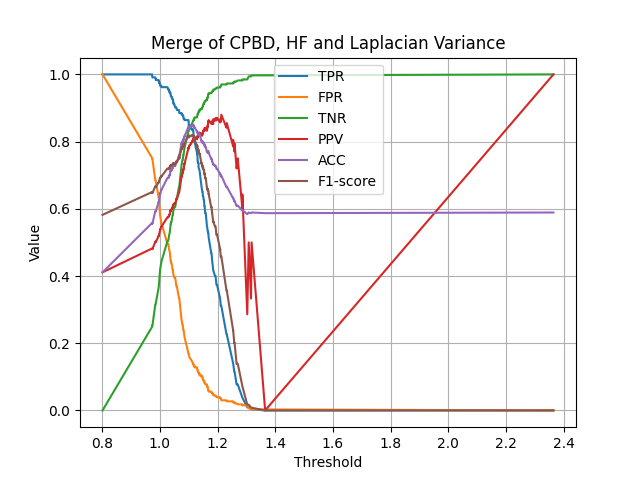 Merge of CPBD, HF and Laplacian Variance
TPR
FPR
TNR
PPV
ACC
F1-score
Value
1.0
0.8
0.6
0.4
0.2
0.0
0.8 1.0 1.2 1.4 1.6 1.8 2.0 2.2 2.4
Threshold